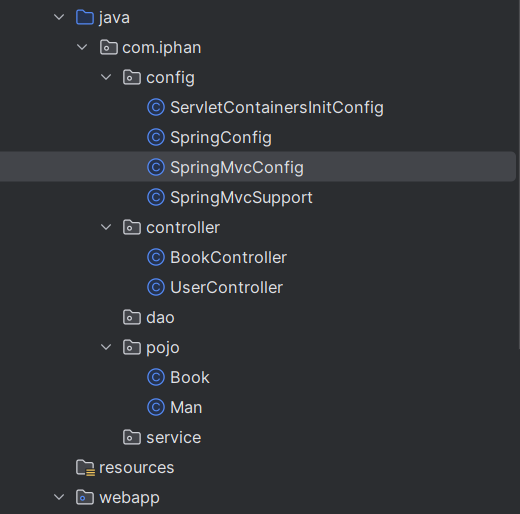 java
com.iphan
config
ServletContainersInitConfig
SpringConfig
SpringMvcConfig
SpringMvcSupport
controller
BookController
UserController
dao
pojo
Book
Man
service
resources
webapp